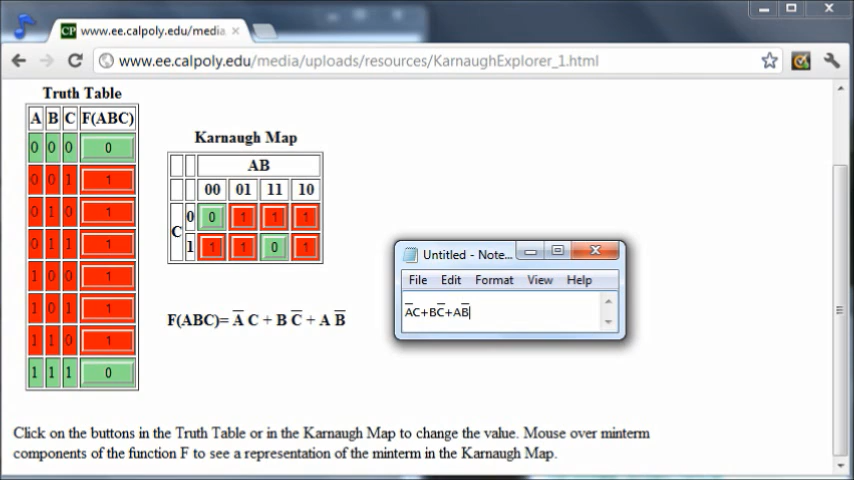 www.ee.calpoly.edu/media
www.ee.calpoly.edu/media/uploads/resources/KarnaughExplorer_1.html
Truth Table
A B C F(ABC)
0 0 0 0
0 0 1 1
0 1 0 1
0 1 1 1
1 0 0 1
1 0 1 1
1 1 0 1
1 1 1 0
Karnaugh Map
AB
00 01 11 10
C 0 0 1 1 1
1 1 1 0 1
F(ABC)= A̅ C + B C̅ + A B̅
Untitled - Note...
File Edit Format View Help
A̅C+BC̅+AB̅
Click on the buttons in the Truth Table or in the Karnaugh Map to change the value. Mouse over minterm
components of the function F to see a representation of the minterm in the Karnaugh Map.